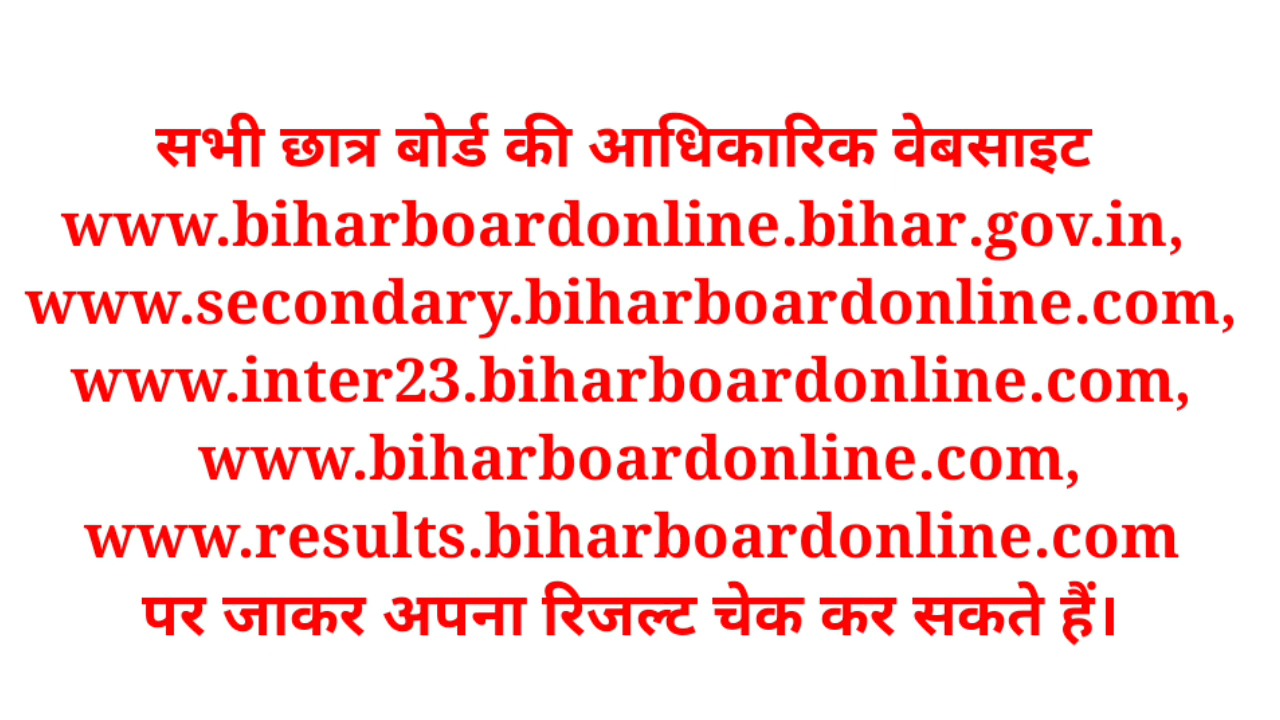 सभी छात्र बोर्ड की आधिकारिक वेबसाइट
www.biharboardonline.bihar.gov.in,
www.secondary.biharboardonline.com,
www.inter23.biharboardonline.com,
www.biharboardonline.com,
www.results.biharboardonline.com
पर जाकर अपना रिजल्ट चेक कर सकते हैं।